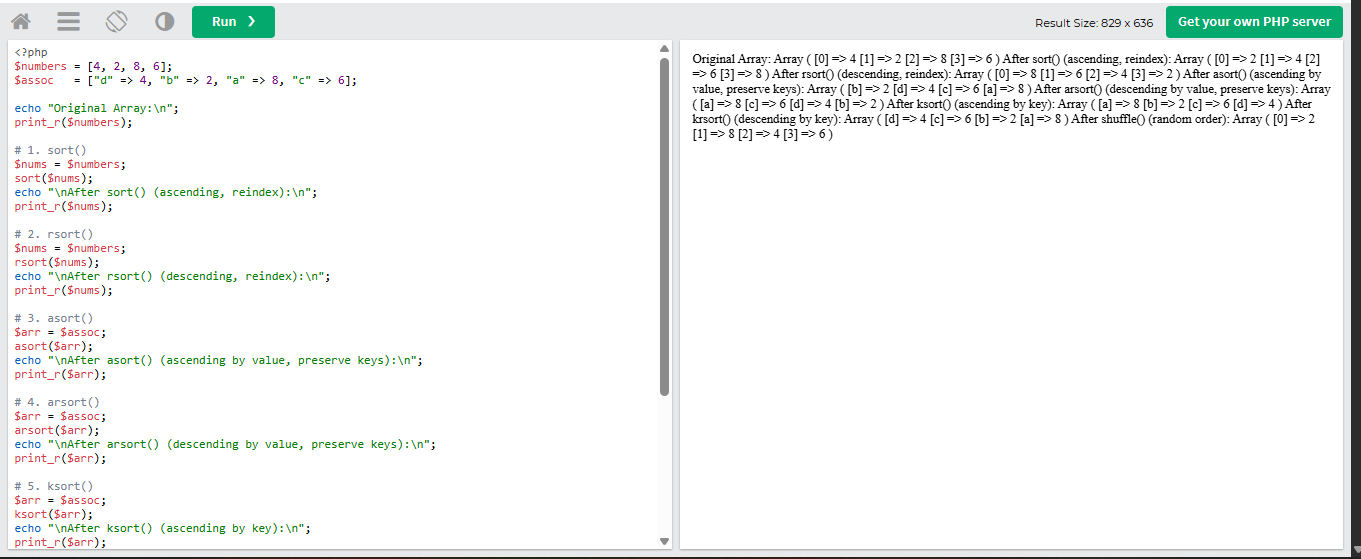 Run ❯
Result Size: 829 x 636
Get your own PHP server
<?php
$numbers = [4, 2, 8, 6];
$assoc   = ["d" => 4, "b" => 2, "a" => 8, "c" => 6];
echo "Original Array:\n";
print_r($numbers);
# 1. sort()
$nums = $numbers;
sort($nums);
echo "\nAfter sort() (ascending, reindex):\n";
print_r($nums);
# 2. rsort()
$nums = $numbers;
rsort($nums);
echo "\nAfter rsort() (descending, reindex):\n";
print_r($nums);
# 3. asort()
$arr = $assoc;
asort($arr);
echo "\nAfter asort() (ascending by value, preserve keys):\n";
print_r($arr);
# 4. arsort()
$arr = $assoc;
arsort($arr);
echo "\nAfter arsort() (descending by value, preserve keys):\n";
print_r($arr);
# 5. ksort()
$arr = $assoc;
ksort($arr);
echo "\nAfter ksort() (ascending by key):\n";
print_r($arr);
Original Array: Array ( [0] => 4 [1] => 2 [2] => 8 [3] => 6 ) After sort() (ascending, reindex): Array ( [0] => 2 [1] => 4 [2]
=> 6 [3] => 8 ) After rsort() (descending, reindex): Array ( [0] => 8 [1] => 6 [2] => 4 [3] => 2 ) After asort() (ascending by
value, preserve keys): Array ( [b] => 2 [d] => 4 [c] => 6 [a] => 8 ) After arsort() (descending by value, preserve keys): Array
( [a] => 8 [c] => 6 [d] => 4 [b] => 2 ) After ksort() (ascending by key): Array ( [a] => 8 [b] => 2 [c] => 6 [d] => 4 ) After
krsort() (descending by key): Array ( [d] => 4 [c] => 6 [b] => 2 [a] => 8 ) After shuffle() (random order): Array ( [0] => 2
[1] => 8 [2] => 4 [3] => 6 )